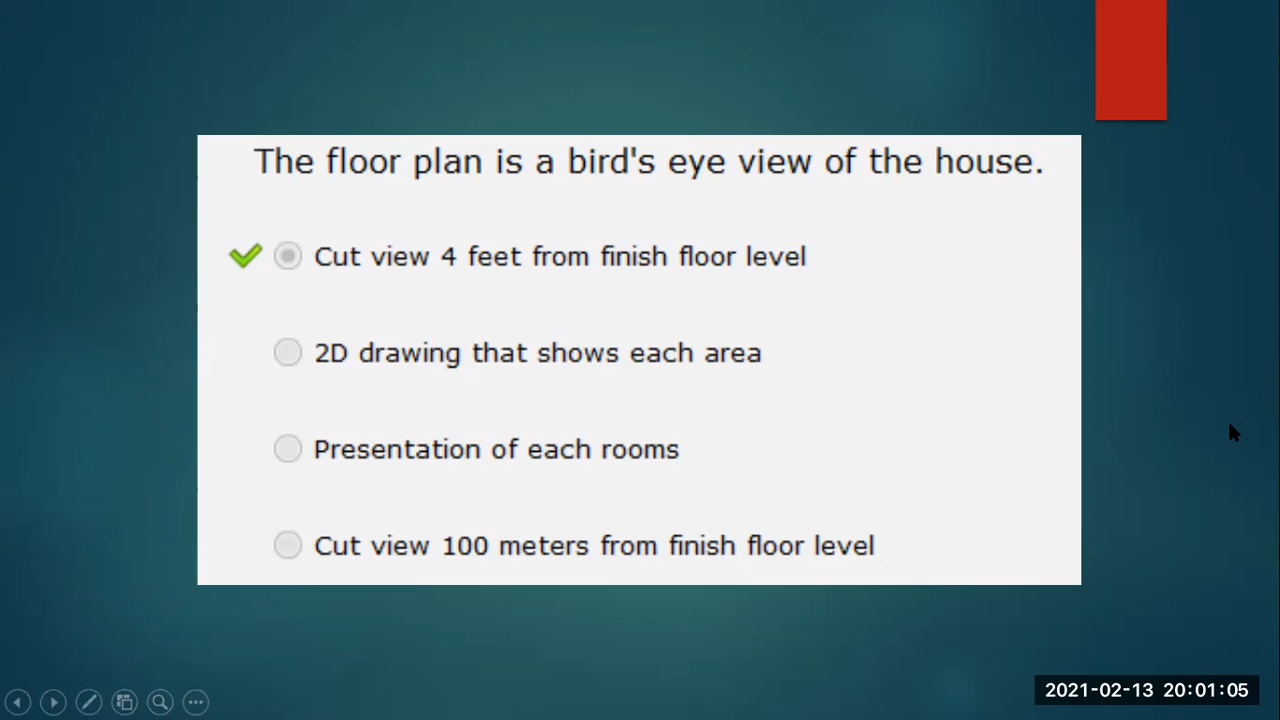 The floor plan is a bird's eye view of the house.
Cut view 4 feet from finish floor level
2D drawing that shows each area
Presentation of each rooms
Cut view 100 meters from finish floor level
2021-02-13 20:01:05